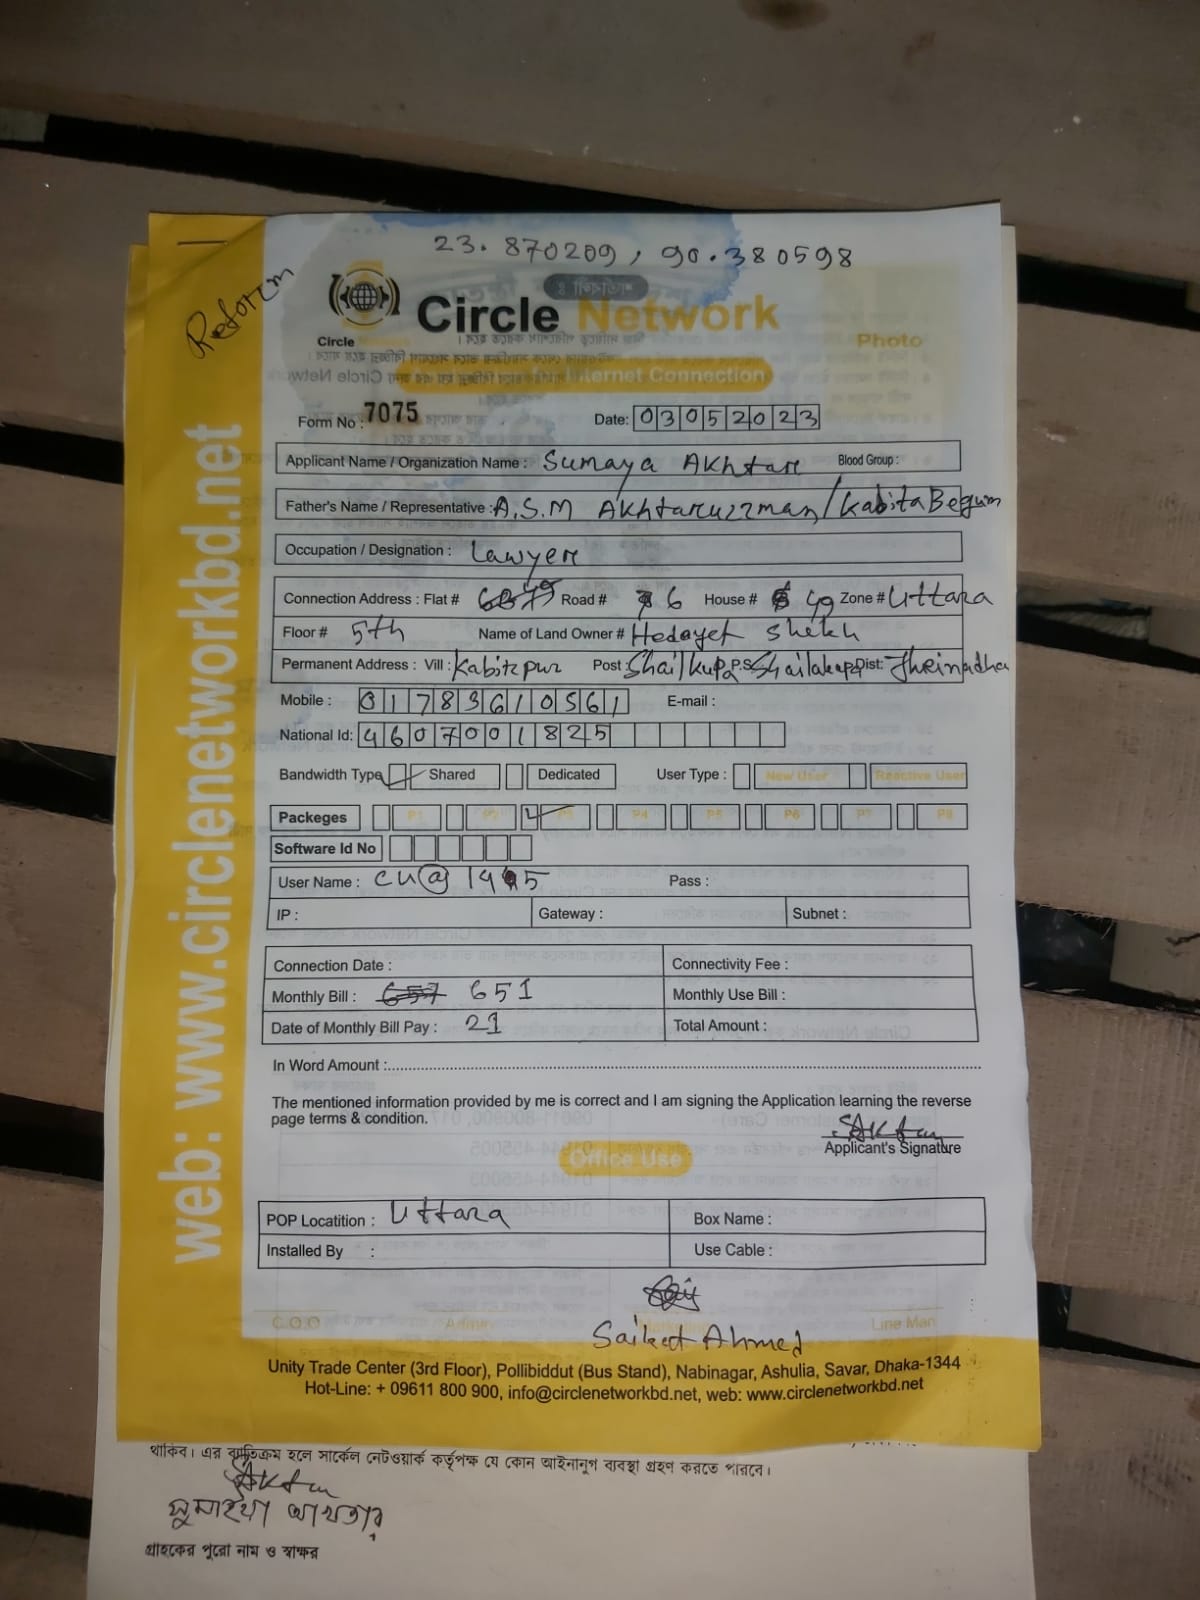 23.870209, 90.380598
Reform
Circle
Circle Network
Photo
Internet Connection
Form No : 7075 Date: 03052023
Applicant Name / Organization Name : Sumaya Akhtar Blood Group :
Father's Name / Representative : A.S.M Akhtaruzzman/Kabita Begum
Occupation / Designation : Lawyer
Connection Address : Flat # Road # 6 House # 49 Zone # Uttara
Floor # 5th Name of Land Owner # Hedayet Shekh
Permanent Address : Vill : Kabirpur Post : Shailkupa P.S Shailakupa Dist: Jheinadha
Mobile : 01783610561 E-mail :
National Id: 4607001825
Bandwidth Type Shared Dedicated User Type : New User Reactive User
Packeges P1 P2 P3 P4 P5 P6 P7 P8
Software Id No
User Name : Pass :
IP : Gateway : Subnet :
Connection Date : Connectivity Fee :
Monthly Bill : 657 651 Monthly Use Bill :
Date of Monthly Bill Pay : 21 Total Amount :
In Word Amount :
The mentioned information provided by me is correct and I am signing the Application learning the reverse
page terms & condition.
SAkter
Applicant's Signature
Office Use
POP Locatition : Uttara Box Name :
Installed By : Use Cable :
Saikat Ahmed
C.O.O Admin Marketing Line Man
Unity Trade Center (3rd Floor), Pollibiddut (Bus Stand), Nabinagar, Ashulia, Savar, Dhaka-1344
Hot-Line: + 09611 800 900, info@circlenetworkbd.net, web: www.circlenetworkbd.net
web: www.circlenetworkbd.net
থাকিব। এর ব্যতিক্রম হলে সার্কেল নেটওয়ার্ক কর্তৃপক্ষ যে কোন আইনানুগ ব্যবস্থা গ্রহণ করতে পারবে।
SAkter
সুমাইয়া আখতার
গ্রাহকের পুরো নাম ও স্বাক্ষর